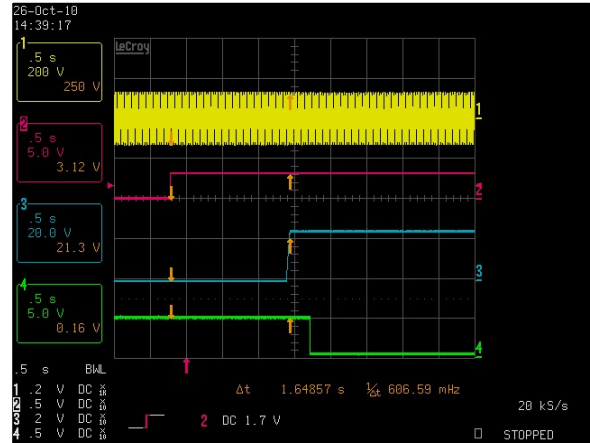 26-Oct-10
14:39:17
LeCroy
1
.5 s
200 V
250 V
2
.5 s
5.0 V
3.12 V
3
.5 s
20.0 V
21.3 V
4
.5 s
5.0 V
0.16 V
1
2
3
4
.5 s BWL
1 .2 V DC
2 .5 V DC
3 2 V DC
4 .5 V DC
Δt 1.64857 s 1/Δt 606.59 mHz
2 DC 1.7 V
20 kS/s
STOPPED